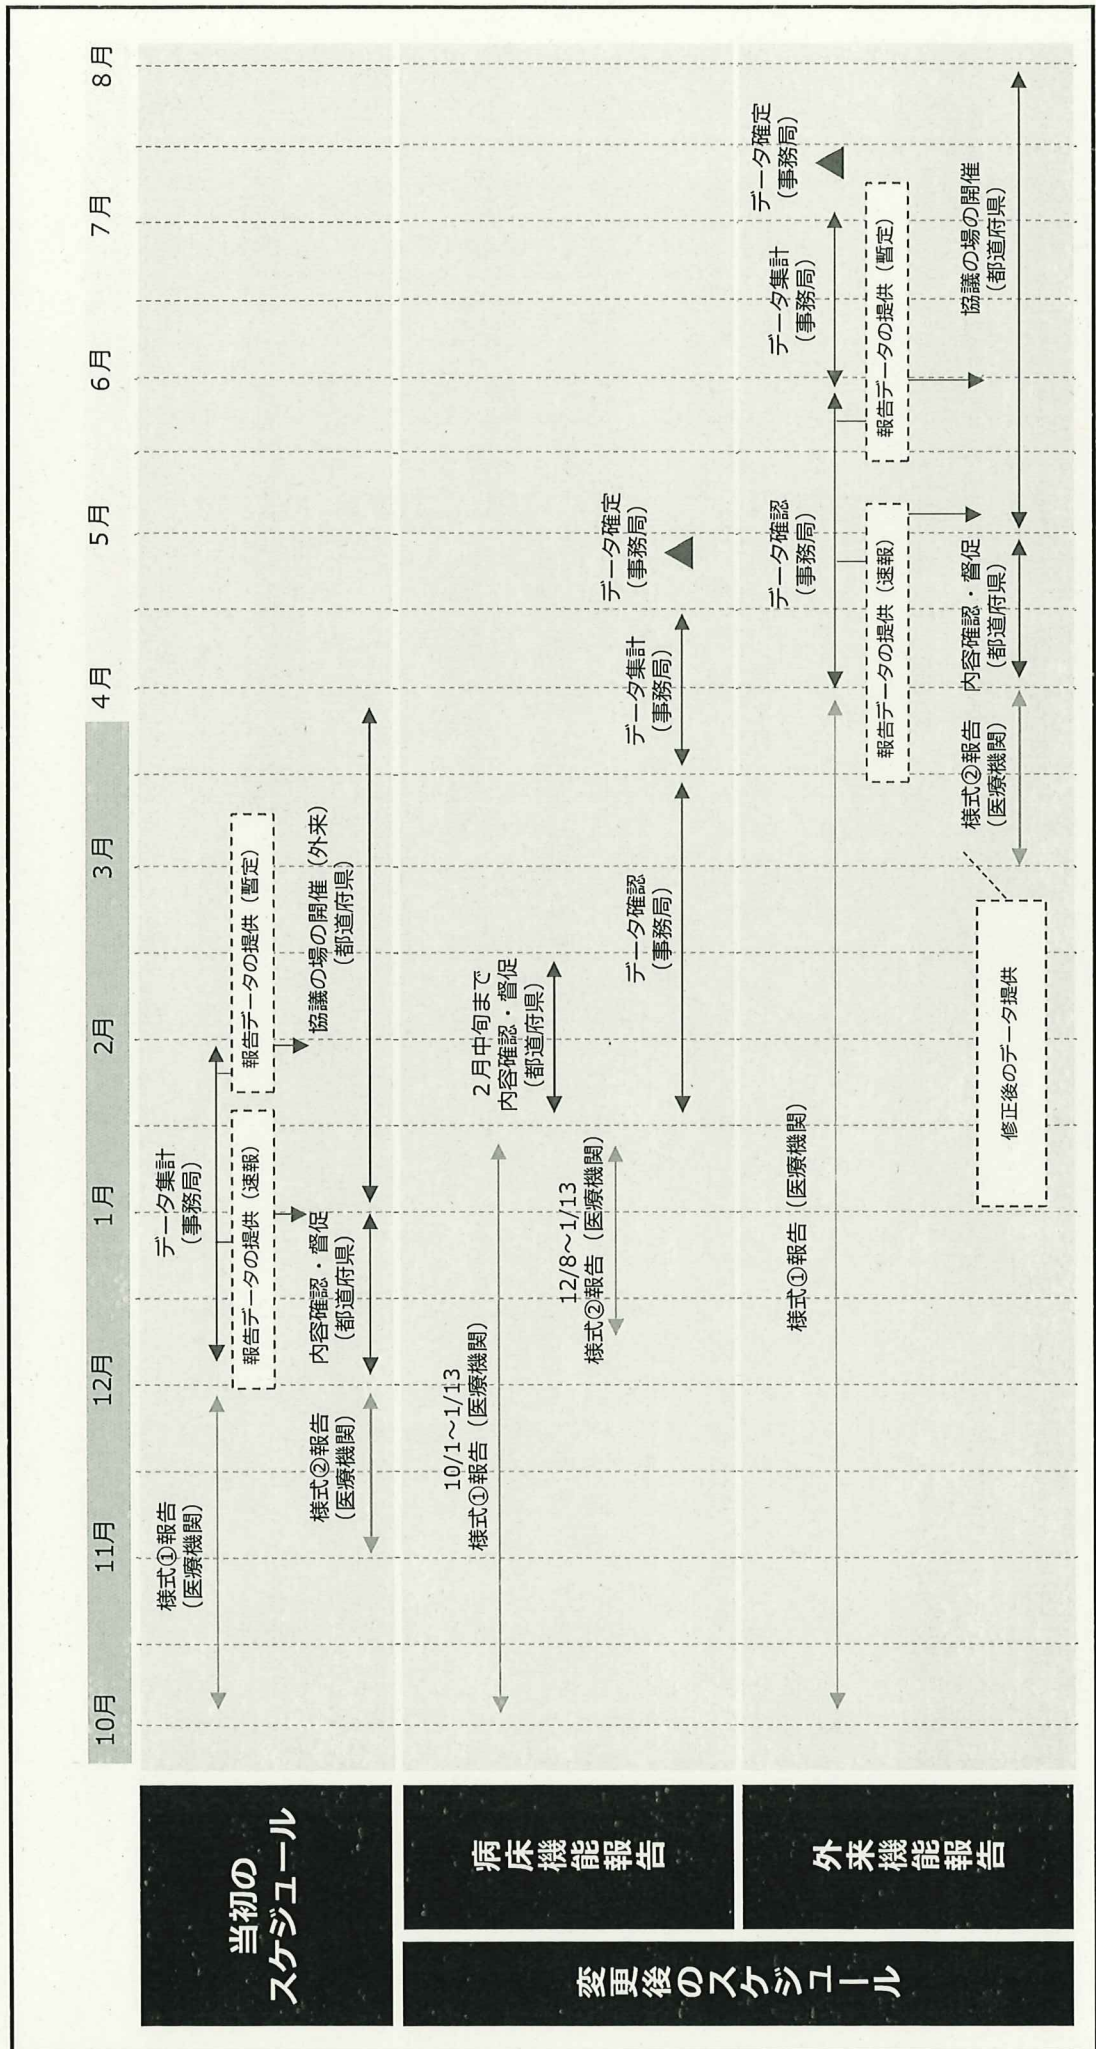 10月 11月 12月 1月 2月 3月 4月 5月 6月 7月 8月
当初の
スケジュール
様式①報告
（医療機関）
データ集計
（事務局）
報告データの提供（速報）
報告データの提供（暫定）
様式②報告
（医療機関）
内容確認・督促
（都道府県）
協議の場の開催（外来）
（都道府県）
変更後のスケジュール
病床機能報告
10/1～1/13
様式①報告（医療機関）
2月中旬まで
内容確認・督促
（都道府県）
12/8～1/13
様式②報告（医療機関）
データ確認
（事務局）
データ集計
（事務局）
データ確定
（事務局）
外来機能報告
様式①報告（医療機関）
データ確認
（事務局）
データ集計
（事務局）
データ確定
（事務局）
報告データの提供（速報）
報告データの提供（暫定）
修正後のデータ提供
様式②報告
（医療機関）
内容確認・督促
（都道府県）
協議の場の開催
（都道府県）